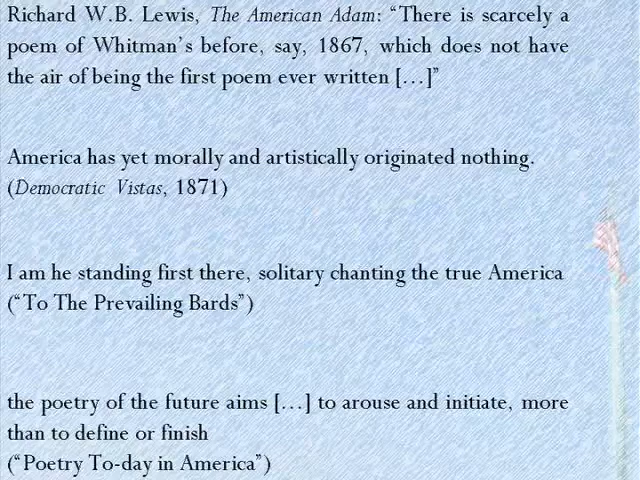 Richard W.B. Lewis, The American Adam: “There is scarcely a
poem of Whitman’s before, say, 1867, which does not have
the air of being the first poem ever written […]”
America has yet morally and artistically originated nothing.
(Democratic Vistas, 1871)
I am he standing first there, solitary chanting the true America
(“To The Prevailing Bards”)
the poetry of the future aims […] to arouse and initiate, more
than to define or finish
(“Poetry To-day in America”)